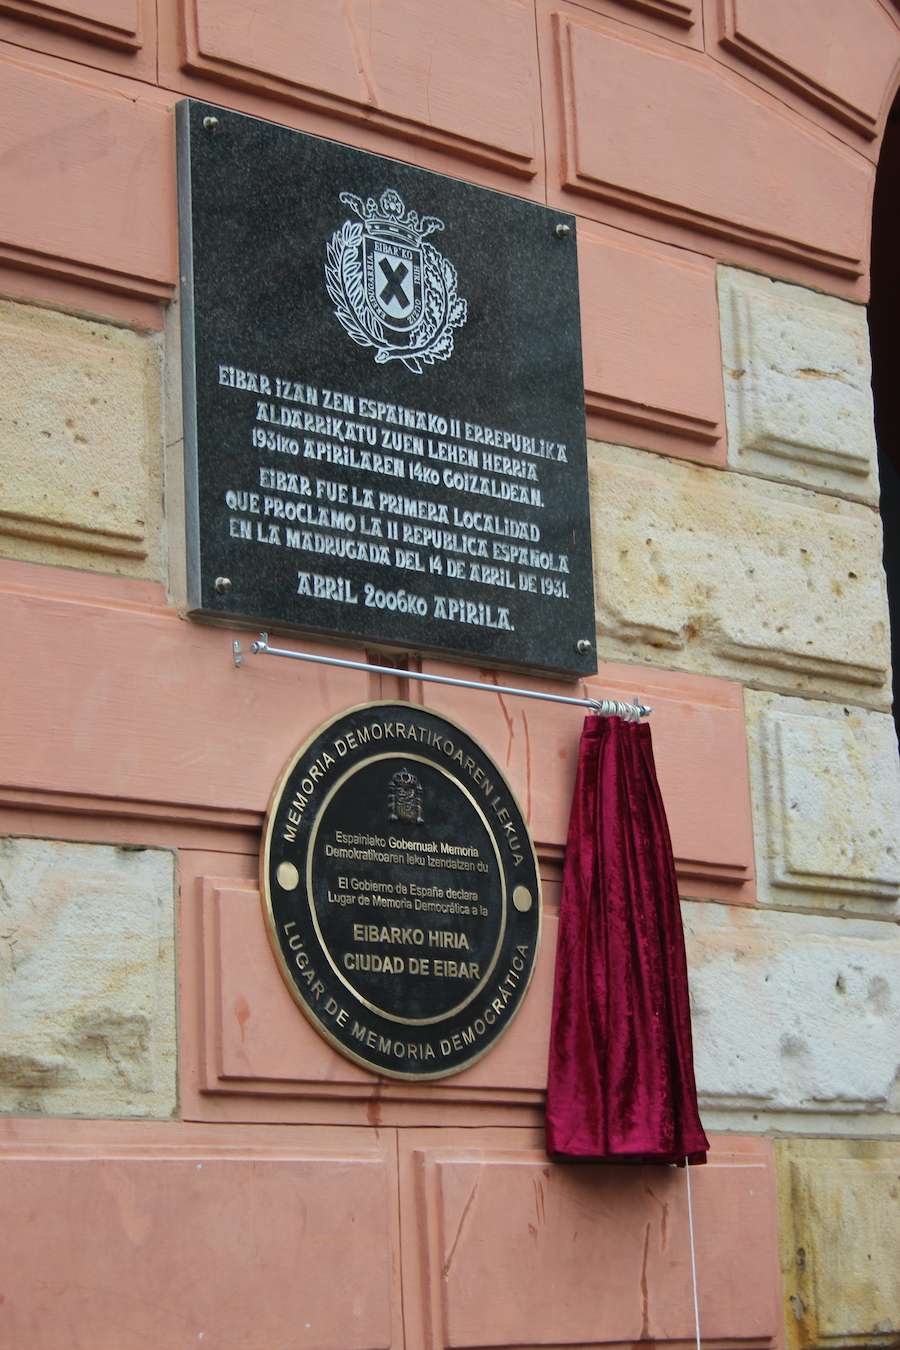 EIBAR'KO HIRI
EIBAR IZAN ZEN ESPAINAKO II ERREPUBLIKA
ALDARRIKATU ZUEN LEHEN HERRIA
1931KO APIRILAREN 14KO GOIZALDEAN.
EIBAR FUE LA PRIMERA LOCALIDAD
QUE PROCLAMO LA II REPUBLICA ESPAÑOLA
EN LA MADRUGADA DEL 14 DE ABRIL DE 1931.
ABRIL 2006KO APIRILA.
MEMORIA DEMOKRATIKOAREN LEKUA
Espainiako Gobernuak Memoria
Demokratikoaren leku izendatzen du
El Gobierno de España declara
Lugar de Memoria Democrática a la
EIBARKO HIRIA
CIUDAD DE EIBAR
LUGAR DE MEMORIA DEMOCRÁTICA